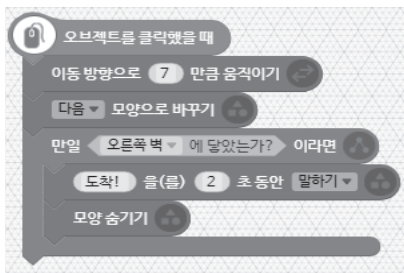 오브젝트를 클릭했을 때
이동 방향으로 7 만큼 움직이기
다음 모양으로 바꾸기
만일 오른쪽 벽 에 닿았는가? 이라면
도착! 을(를) 2 초 동안 말하기
모양 숨기기